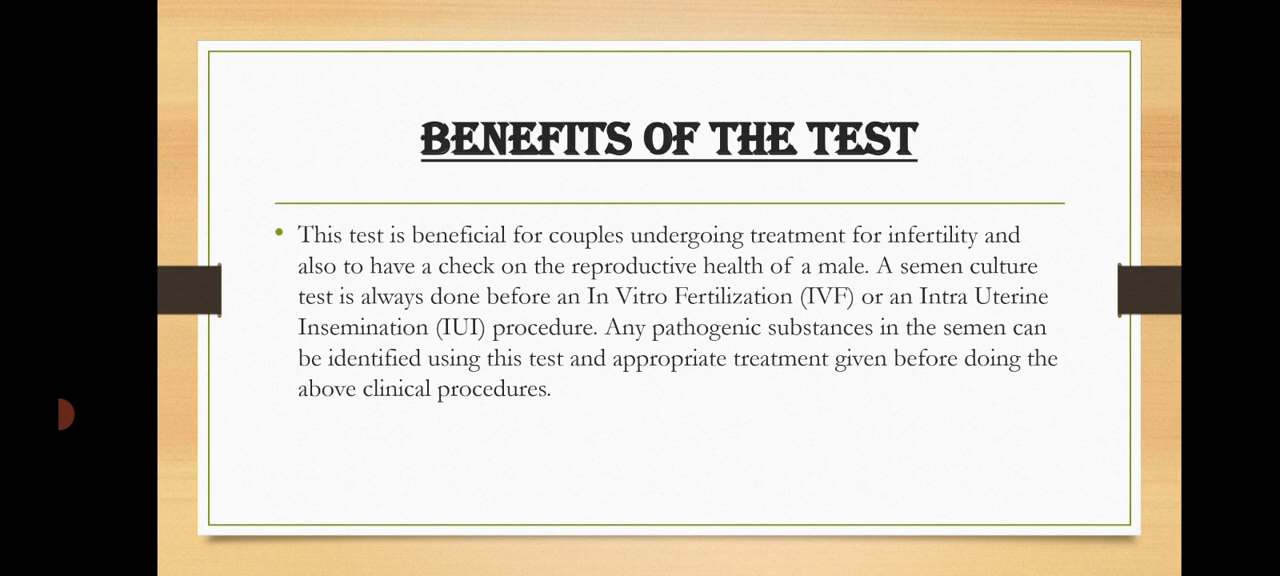 BENEFITS OF THE TEST
• This test is beneficial for couples undergoing treatment for infertility and
also to have a check on the reproductive health of a male. A semen culture
test is always done before an In Vitro Fertilization (IVF) or an Intra Uterine
Insemination (IUI) procedure. Any pathogenic substances in the semen can
be identified using this test and appropriate treatment given before doing the
above clinical procedures.